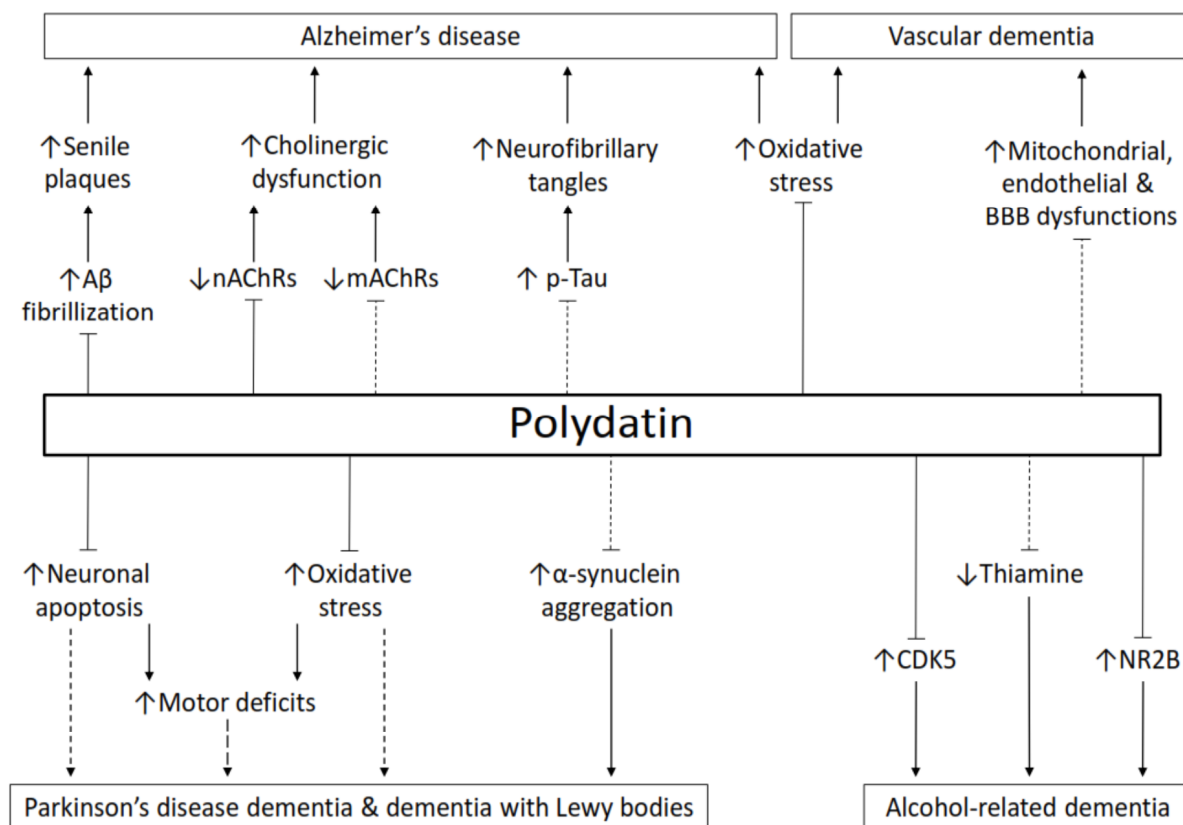 Alzheimer's disease
Vascular dementia
↑Senile
plaques
↑Cholinergic
dysfunction
↑Neurofibrillary
tangles
↑Oxidative
stress
↑Mitochondrial,
endothelial &
BBB dysfunctions
↑Aβ
fibrillization
↓nAChRs
↓mAChRs
↑ p-Tau
Polydatin
↑Neuronal
apoptosis
↑Oxidative
stress
↑α-synuclein
aggregation
↓Thiamine
↑CDK5
↑NR2B
↑Motor deficits
Parkinson's disease dementia & dementia with Lewy bodies
Alcohol-related dementia